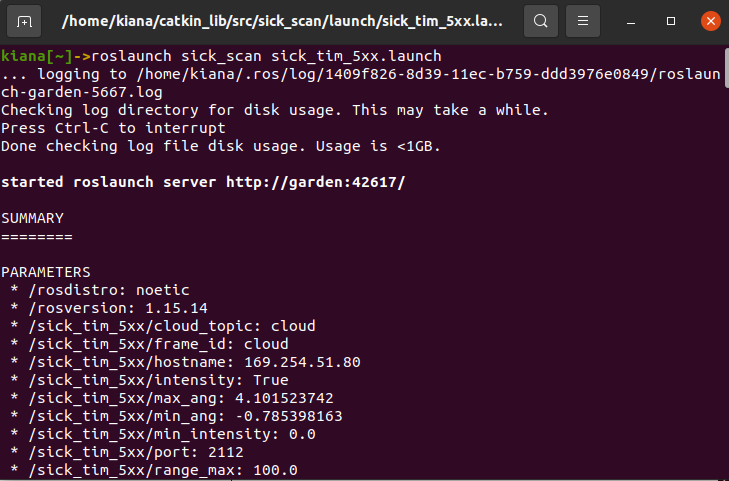 /home/kiana/catkin_lib/src/sick_scan/launch/sick_tim_5xx.la...
kiana[~]->roslaunch sick_scan sick_tim_5xx.launch
... logging to /home/kiana/.ros/log/1409f826-8d39-11ec-b759-ddd3976e0849/roslaun
ch-garden-5667.log
Checking log directory for disk usage. This may take a while.
Press Ctrl-C to interrupt
Done checking log file disk usage. Usage is <1GB.
started roslaunch server http://garden:42617/
SUMMARY
========
PARAMETERS
* /rosdistro: noetic
* /rosversion: 1.15.14
* /sick_tim_5xx/cloud_topic: cloud
* /sick_tim_5xx/frame_id: cloud
* /sick_tim_5xx/hostname: 169.254.51.80
* /sick_tim_5xx/intensity: True
* /sick_tim_5xx/max_ang: 4.101523742
* /sick_tim_5xx/min_ang: -0.785398163
* /sick_tim_5xx/min_intensity: 0.0
* /sick_tim_5xx/port: 2112
* /sick_tim_5xx/range_max: 100.0